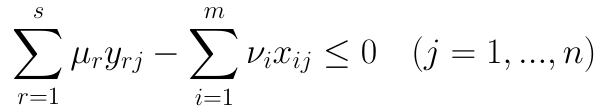 $$\sum_{r=1}^{s} \mu_r y_{rj} - \sum_{i=1}^{m} \nu_i x_{ij} \leq 0 \quad (j = 1, ..., n)$$